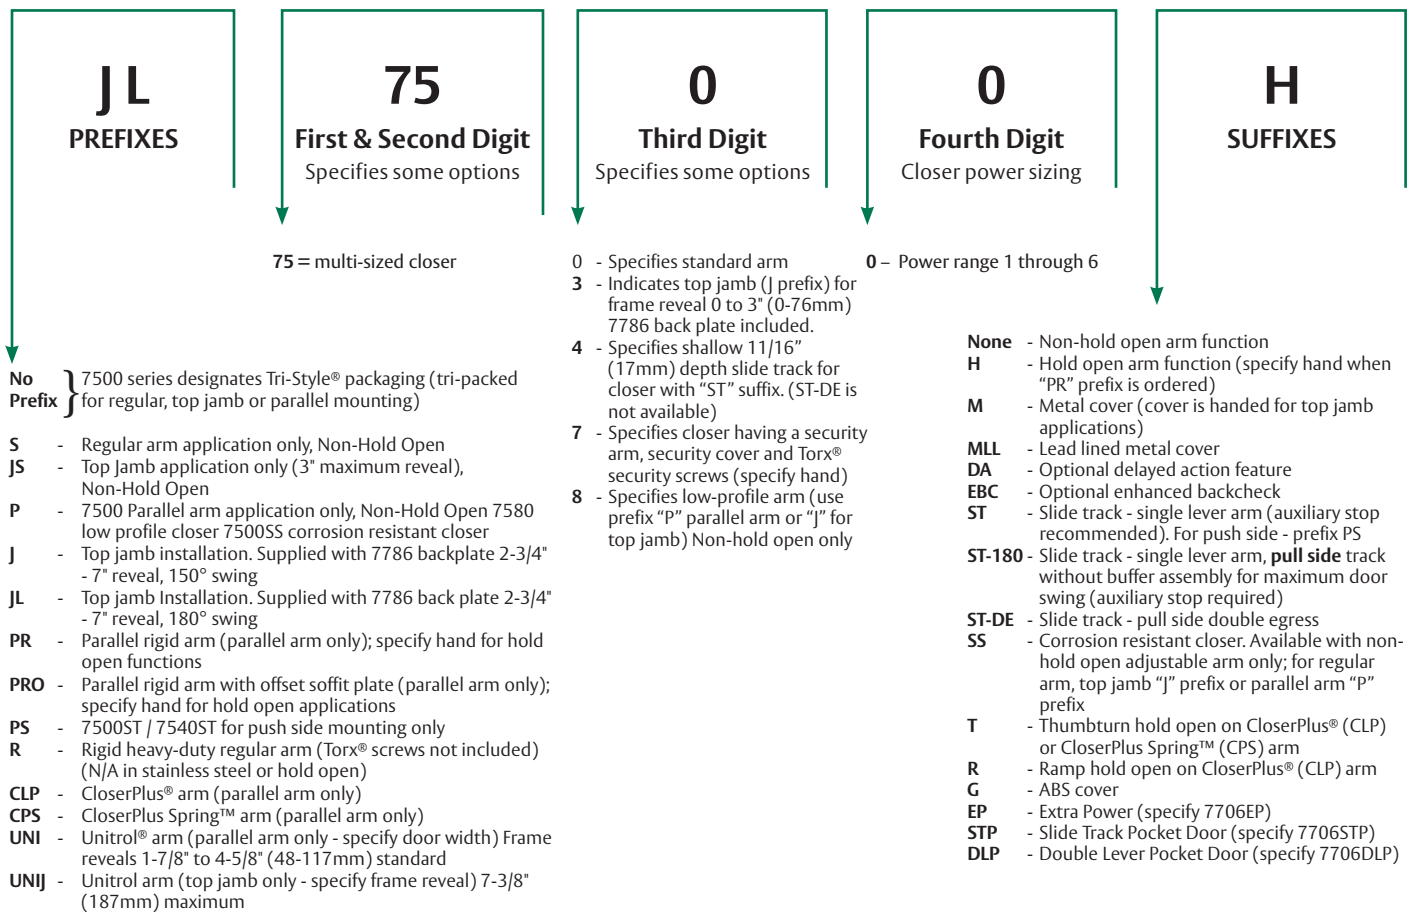 J L
PREFIXES
75
First & Second Digit
Specifies some options
0
Third Digit
Specifies some options
0
Fourth Digit
Closer power sizing
H
SUFFIXES
No
Prefix
} 7500 series designates Tri-Style® packaging (tri-packed
for regular, top jamb or parallel mounting)
S - Regular arm application only, Non-Hold Open
JS - Top Jamb application only (3" maximum reveal),
Non-Hold Open
P - 7500 Parallel arm application only, Non-Hold Open 7580
low profile closer 7500SS corrosion resistant closer
J - Top jamb installation. Supplied with 7786 backplate 2-3/4"
- 7" reveal, 150° swing
JL - Top jamb Installation. Supplied with 7786 back plate 2-3/4"
- 7" reveal, 180° swing
PR - Parallel rigid arm (parallel arm only); specify hand for hold
open functions
PRO - Parallel rigid arm with offset soffit plate (parallel arm only);
specify hand for hold open applications
PS - 7500ST / 7540ST for push side mounting only
R - Rigid heavy-duty regular arm (Torx® screws not included)
(N/A in stainless steel or hold open)
CLP - CloserPlus® arm (parallel arm only)
CPS - CloserPlus Spring™ arm (parallel arm only)
UNI - Unitrol® arm (parallel arm only - specify door width) Frame
reveals 1-7/8" to 4-5/8" (48-117mm) standard
UNIJ - Unitrol arm (top jamb only - specify frame reveal) 7-3/8"
(187mm) maximum
75 = multi-sized closer
0 - Specifies standard arm
3 - Indicates top jamb (J prefix) for
frame reveal 0 to 3" (0-76mm)
7786 back plate included.
4 - Specifies shallow 11/16”
(17mm) depth slide track for
closer with “ST” suffix. (ST-DE is
not available)
7 - Specifies closer having a security
arm, security cover and Torx®
security screws (specify hand)
8 - Specifies low-profile arm (use
prefix “P” parallel arm or “J” for
top jamb) Non-hold open only
0 – Power range 1 through 6
None - Non-hold open arm function
H - Hold open arm function (specify hand when
“PR” prefix is ordered)
M - Metal cover (cover is handed for top jamb
applications)
MLL - Lead lined metal cover
DA - Optional delayed action feature
EBC - Optional enhanced backcheck
ST - Slide track - single lever arm (auxiliary stop
recommended). For push side - prefix PS
ST-180 - Slide track - single lever arm, pull side track
without buffer assembly for maximum door
swing (auxiliary stop required)
ST-DE - Slide track - pull side double egress
SS - Corrosion resistant closer. Available with non-
hold open adjustable arm only; for regular
arm, top jamb “J” prefix or parallel arm “P”
prefix
T - Thumbturn hold open on CloserPlus® (CLP)
or CloserPlus Spring™ (CPS) arm
R - Ramp hold open on CloserPlus® (CLP) arm
G - ABS cover
EP - Extra Power (specify 7706EP)
STP - Slide Track Pocket Door (specify 7706STP)
DLP - Double Lever Pocket Door (specify 7706DLP)